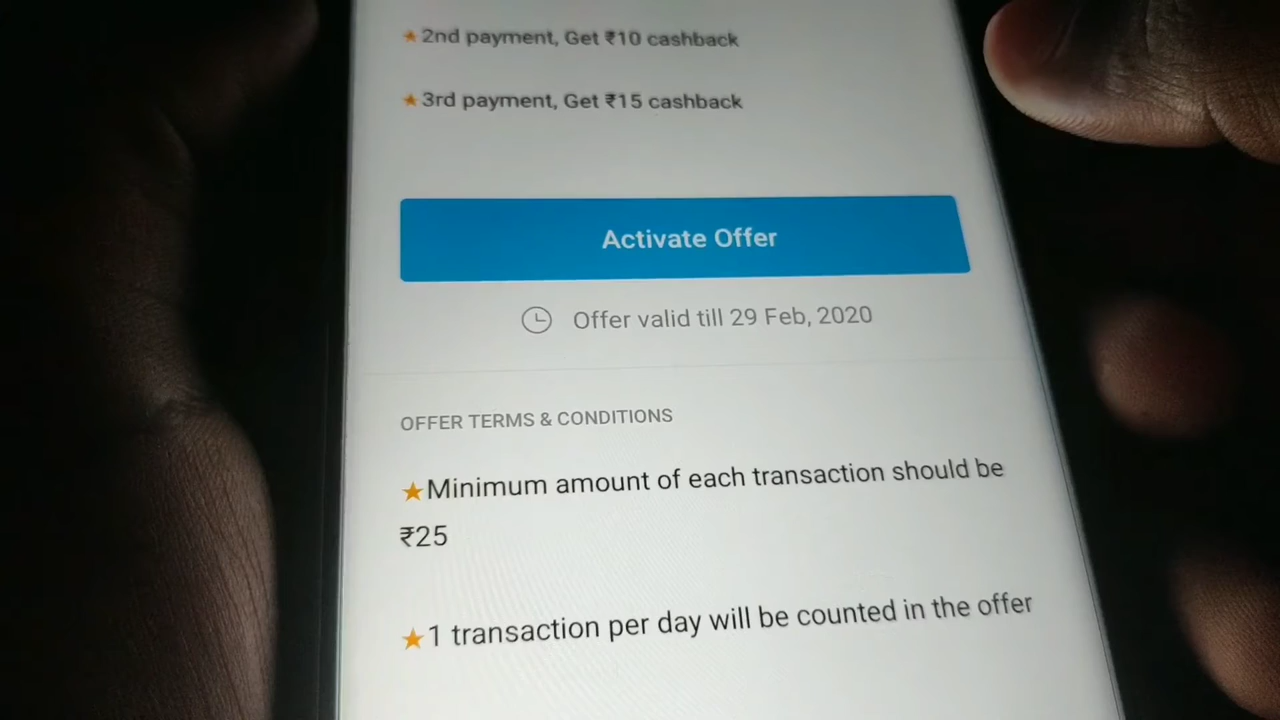 ★2nd payment, Get ₹10 cashback
★3rd payment, Get ₹15 cashback
Activate Offer
Offer valid till 29 Feb, 2020
OFFER TERMS & CONDITIONS
★Minimum amount of each transaction should be
₹25
★1 transaction per day will be counted in the offer